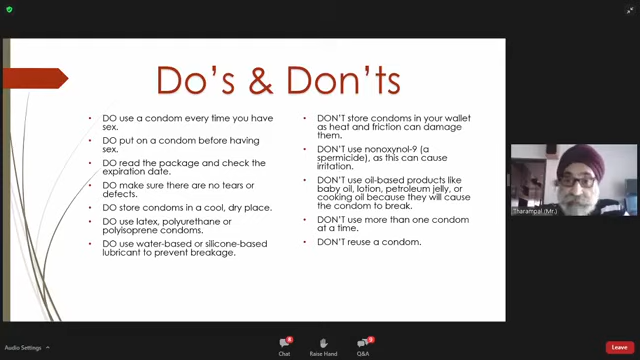 Do's & Don'ts
DO use a condom every time you have
sex.
DO put on a condom before having
sex.
DO read the package and check the
expiration date.
DO make sure there are no tears or
defects.
DO store condoms in a cool, dry place.
DO use latex, polyurethane or
polyisoprene condoms.
DO use water-based or silicone-based
lubricant to prevent breakage.
DON'T store condoms in your wallet
as heat and friction can damage
them.
DON'T use nonoxynol-9 (a
spermicide), as this can cause
irritation.
DON'T use oil-based products like
baby oil, lotion, petroleum jelly, or
cooking oil because they will cause
the condom to break.
DON'T use more than one condom
at a time.
DON'T reuse a condom.
Tharampal (Mr.)
Audio Settings
Chat
Raise Hand
Q&A
Leave